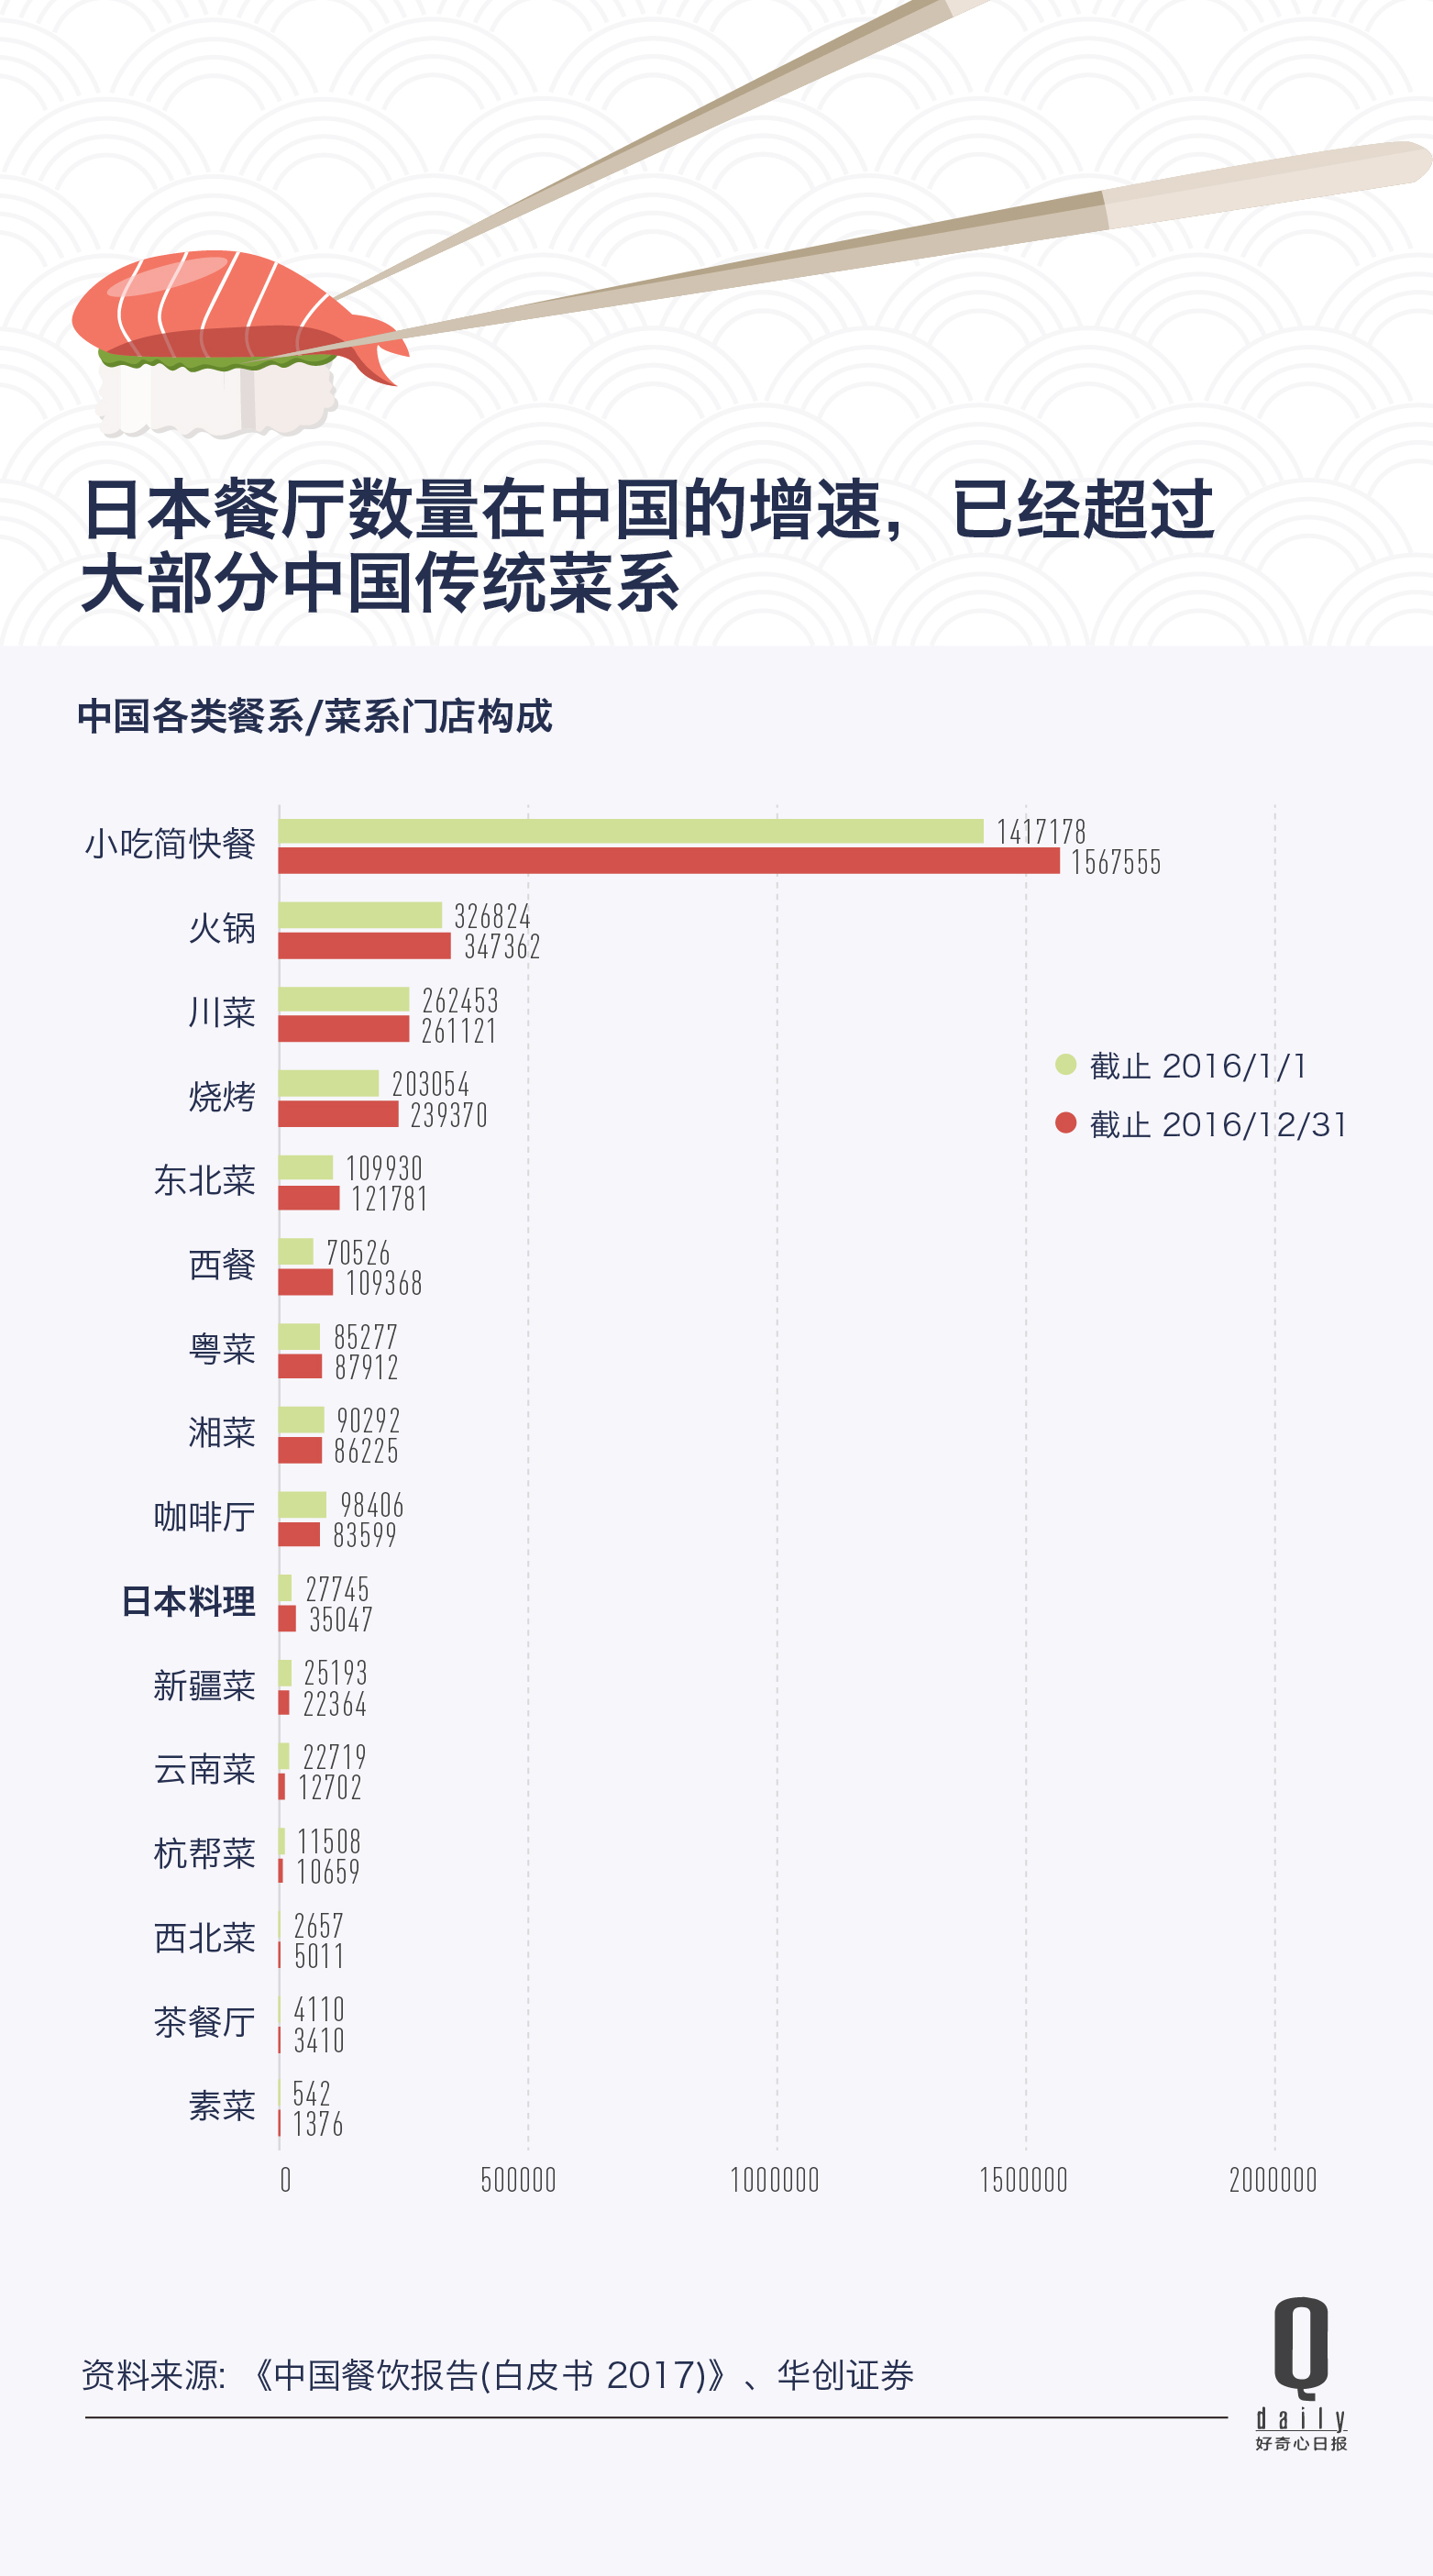 日本餐厅数量在中国的增速，已经超过
大部分中国传统菜系
中国各类餐系/菜系门店构成
小吃简快餐
1417178
1567555
火锅
326824
347362
川菜
262453
261121
截止 2016/1/1
烧烤
203054
239370
截止 2016/12/31
东北菜
109930
121781
西餐
70526
109368
粤菜
85277
87912
湘菜
90292
86225
咖啡厅
98406
83599
日本料理
27745
35047
新疆菜
25193
22364
云南菜
22719
12702
杭帮菜
11508
10659
西北菜
2657
5011
茶餐厅
4110
3410
素菜
542
1376
0 500000 1000000 1500000 2000000
资料来源: 《中国餐饮报告(白皮书 2017)》、华创证券
Q
daily
好奇心日报